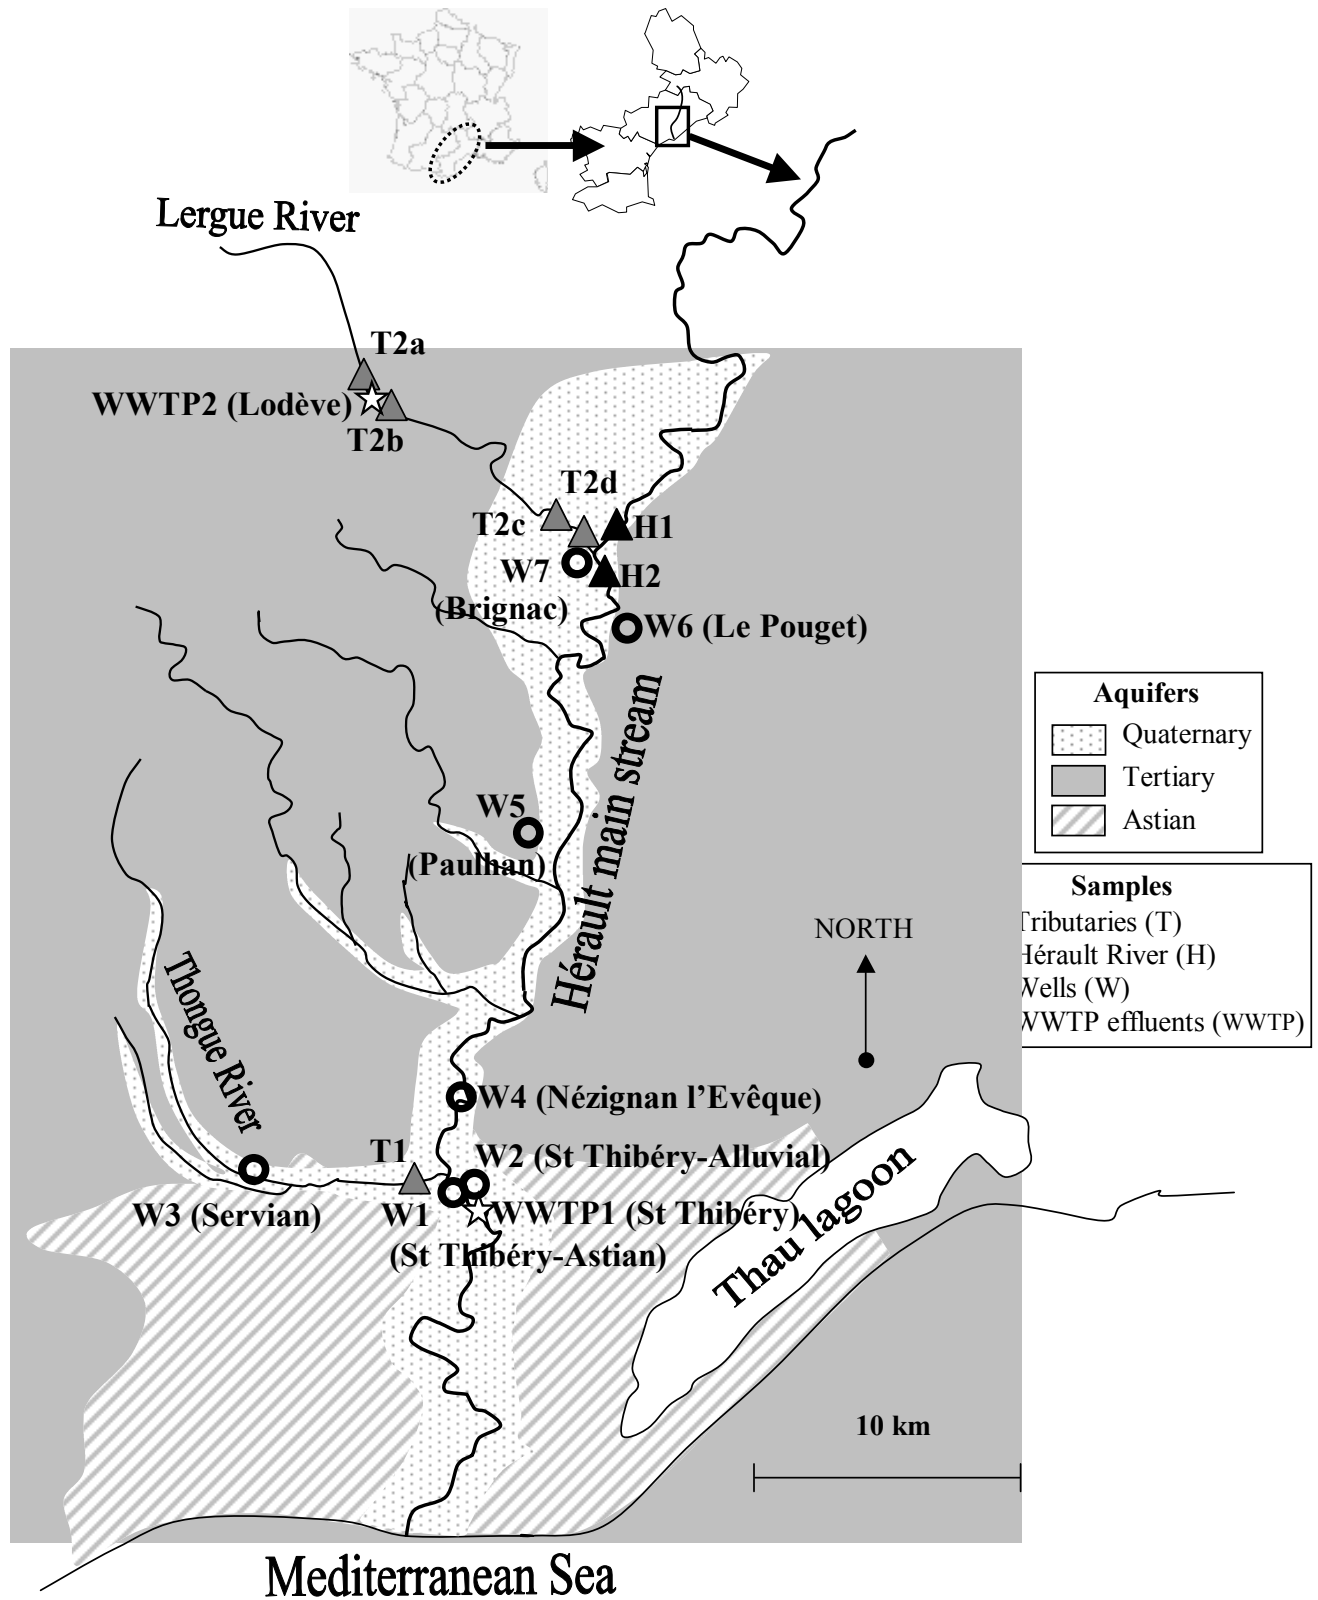 Lergue River
T2a
WWTP2 (Lodève)
T2b
T2d
T2c
H1
W7
H2
(Brignac)
W6 (Le Pouget)
Hérault main stream
Aquifers
Quaternary
Tertiary
Astian
W5
(Paulhan)
Samples
Tributaries (T)
Hérault River (H)
Wells (W)
WWTP effluents (WWTP)
NORTH
Thongue River
W4 (Nézignan l’Evêque)
T1
W2 (St Thibéry-Alluvial)
W3 (Servian)
W1
WWTP1 (St Thibéry)
(St Thibéry-Astian)
Thau lagoon
10 km
Mediterranean Sea